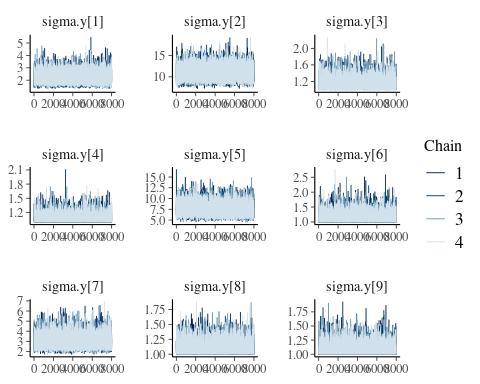 sigma.y[1]
sigma.y[2]
sigma.y[3]
5
4
3
2
15
10
2.0
1.6
1.2
0 2000 4000 6000 8000
0 2000 4000 6000 8000
0 2000 4000 6000 8000
sigma.y[4]
sigma.y[5]
sigma.y[6]
2.1
1.8
1.5
1.2
15.0
12.5
10.0
7.5
5.0
2.5
2.0
1.5
1.0
0 2000 4000 6000 8000
0 2000 4000 6000 8000
0 2000 4000 6000 8000
sigma.y[7]
sigma.y[8]
sigma.y[9]
7
6
5
4
3
2
1.75
1.50
1.25
1.00
1.75
1.50
1.25
1.00
0 2000 4000 6000 8000
0 2000 4000 6000 8000
0 2000 4000 6000 8000
Chain
1
2
3
4